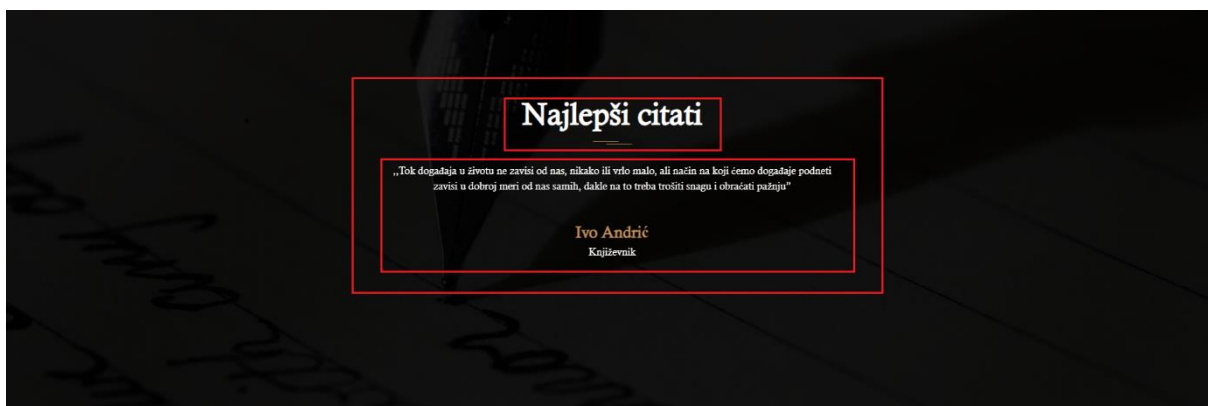 Najlepši citati
,,Tok događaja u životu ne zavisi od nas, nikako ili vrlo malo, ali način na koji ćemo događaje podneti
zavisi u dobroj meri od nas samih, dakle na to treba trošiti snagu i obraćati pažnju”
Ivo Andrić
Književnik